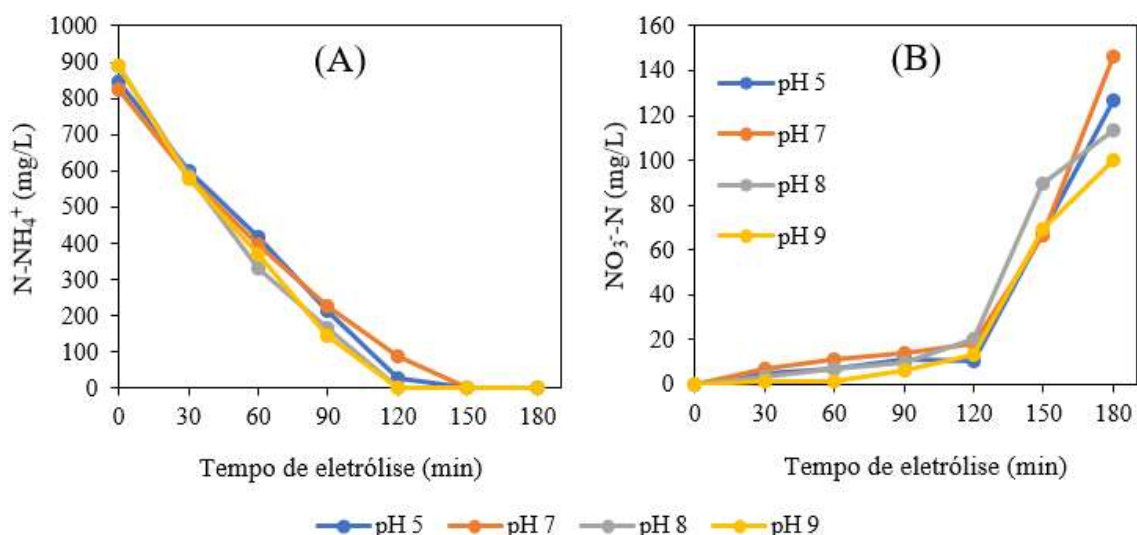 (A)
N-NH₄⁺ (mg/L)
1000
900
800
700
600
500
400
300
200
100
0
0 30 60 90 120 150 180
Tempo de eletrólise (min)
(B)
NO₃⁻-N (mg/L)
160
140
120
100
80
60
40
20
0
pH 5
pH 7
pH 8
pH 9
0 30 60 90 120 150 180
Tempo de eletrólise (min)
pH 5 pH 7 pH 8 pH 9